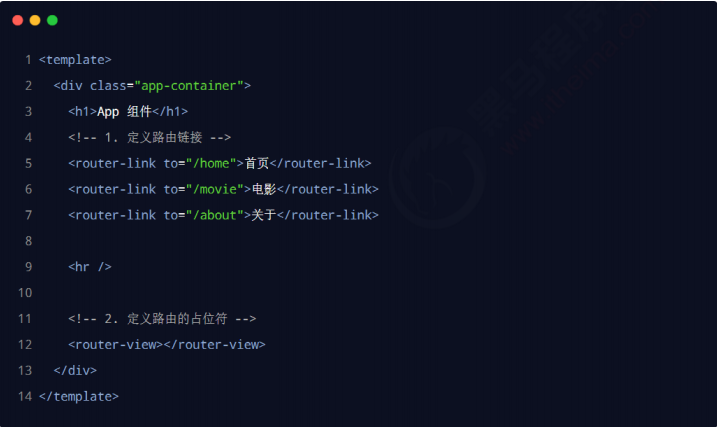 1 <template>
2 <div class="app-container">
3 <h1>App 组件</h1>
4 <!-- 1. 定义路由链接 -->
5 <router-link to="/home">首页</router-link>
6 <router-link to="/movie">电影</router-link>
7 <router-link to="/about">关于</router-link>
8
9 <hr />
10
11 <!-- 2. 定义路由的占位符 -->
12 <router-view></router-view>
13 </div>
14 </template>